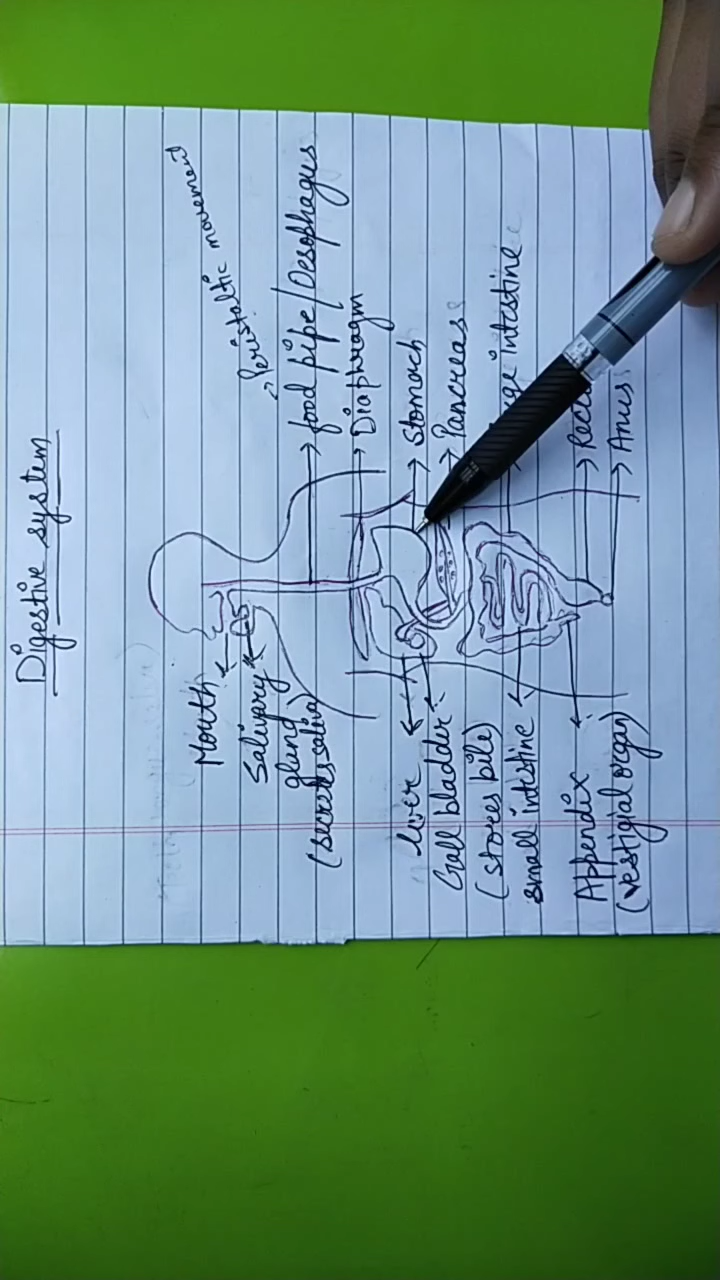 Digestive system
Peristaltic movement
Mouth
Salivary
gland
(secretes saliva)
food pipe/Oesophagus
Diaphragm
liver
Stomach
Gall bladder
(stores bile)
Pancreas
small intestine
intestine
Appendix
(vestigial organ)
Anus